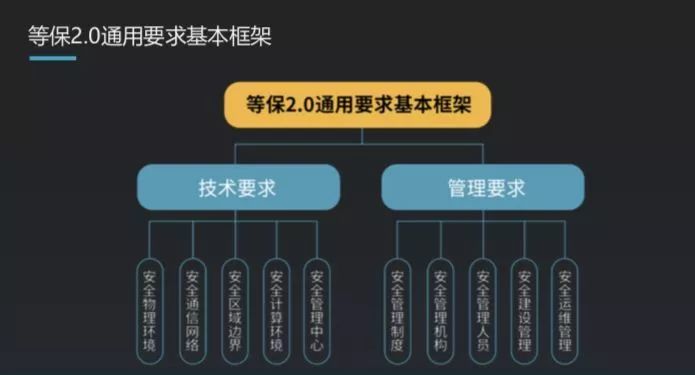 等保2.0通用要求基本框架
等保2.0通用要求基本框架
技术要求
管理要求
安全物理环境
安全通信网络
安全区域边界
安全计算环境
安全管理中心
安全管理制度
安全管理机构
安全管理人员
安全建设管理
安全运维管理